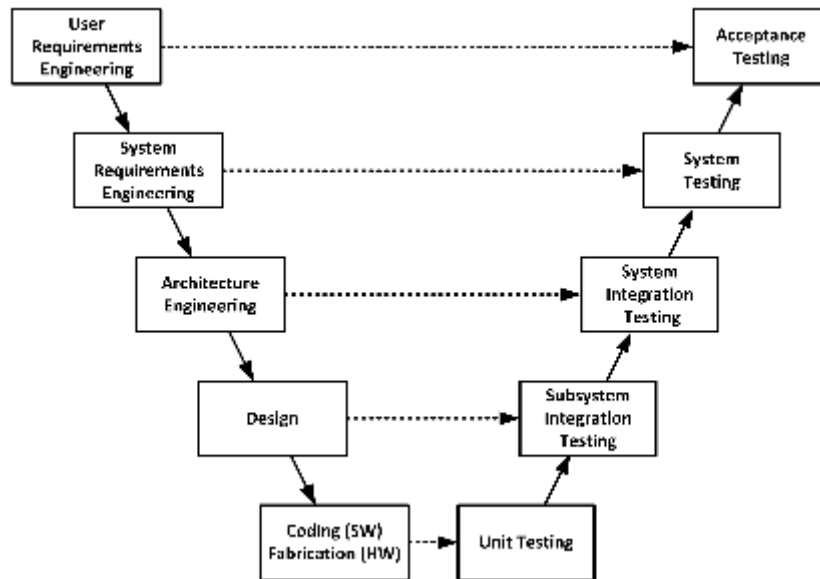 User
Requirements
Engineering
Acceptance
Testing
System
Requirements
Engineering
System
Testing
Architecture
Engineering
System
Integration
Testing
Design
Subsystem
Integration
Testing
Coding (SW)
Fabrication (HW)
Unit Testing